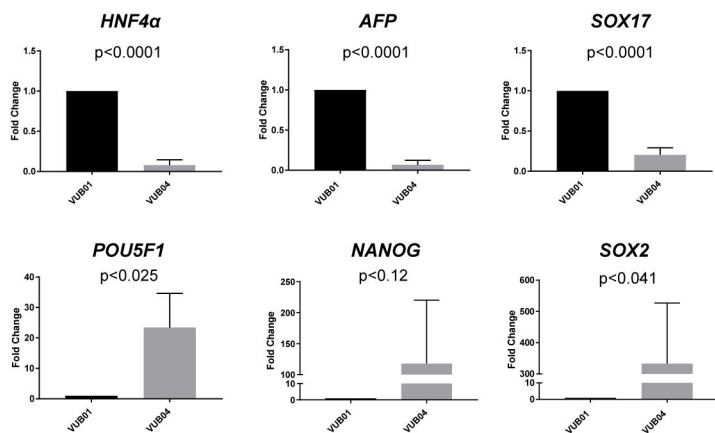 HNF4α
AFP
SOX17
p<0.0001
p<0.0001
p<0.0001
Fold Change
1.5
1.0
0.5
0.0
VUB01
VUB04
Fold Change
1.5
1.0
0.5
0.0
VUB01
VUB04
Fold Change
1.5
1.0
0.5
0.0
VUB01
VUB04
POU5F1
NANOG
SOX2
p<0.025
p<0.12
p<0.041
Fold Change
40
30
20
10
0
VUB01
VUB04
Fold Change
250
200
150
100
10
0
VUB01
VUB04
Fold Change
600
500
400
300
10
0
VUB01
VUB04